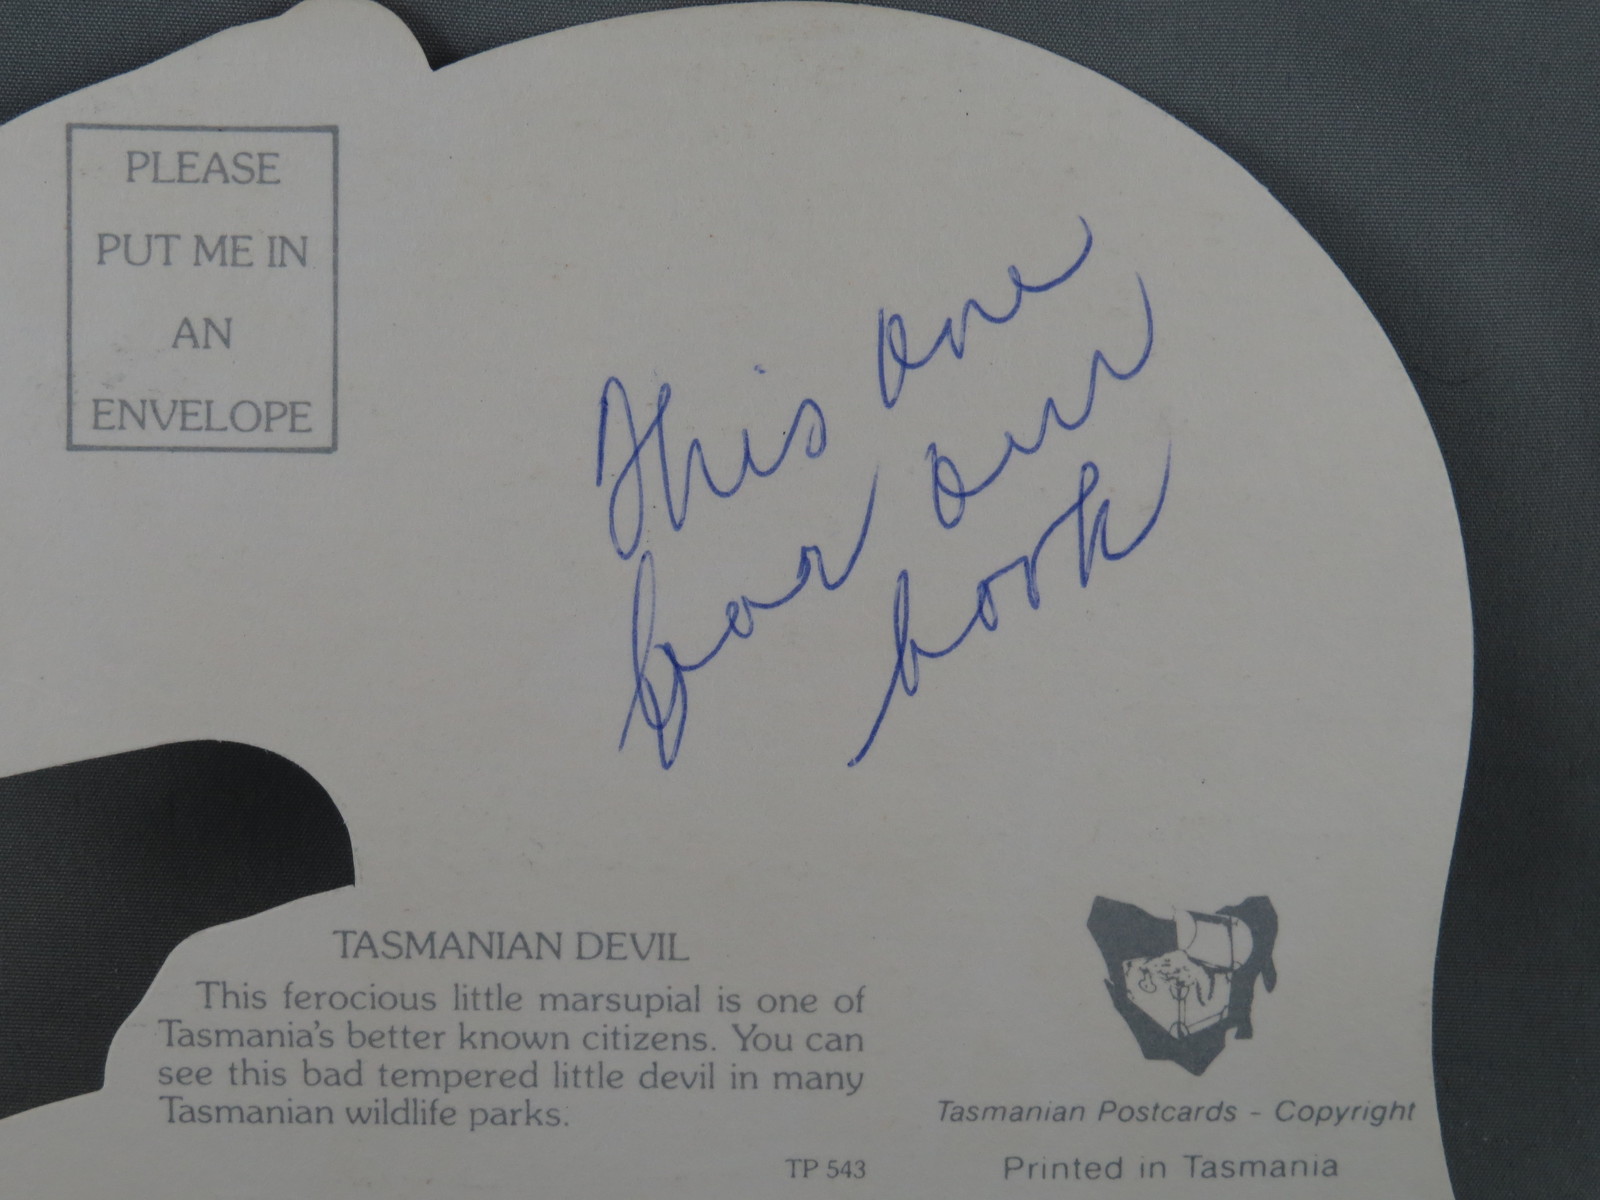 PLEASE
PUT ME IN
AN
ENVELOPE
This one
for our
book
TASMANIAN DEVIL
This ferocious little marsupial is one of
Tasmania's better known citizens. You can
see this bad tempered little devil in many
Tasmanian wildlife parks.
TP 543
Tasmanian Postcards - Copyright
Printed in Tasmania